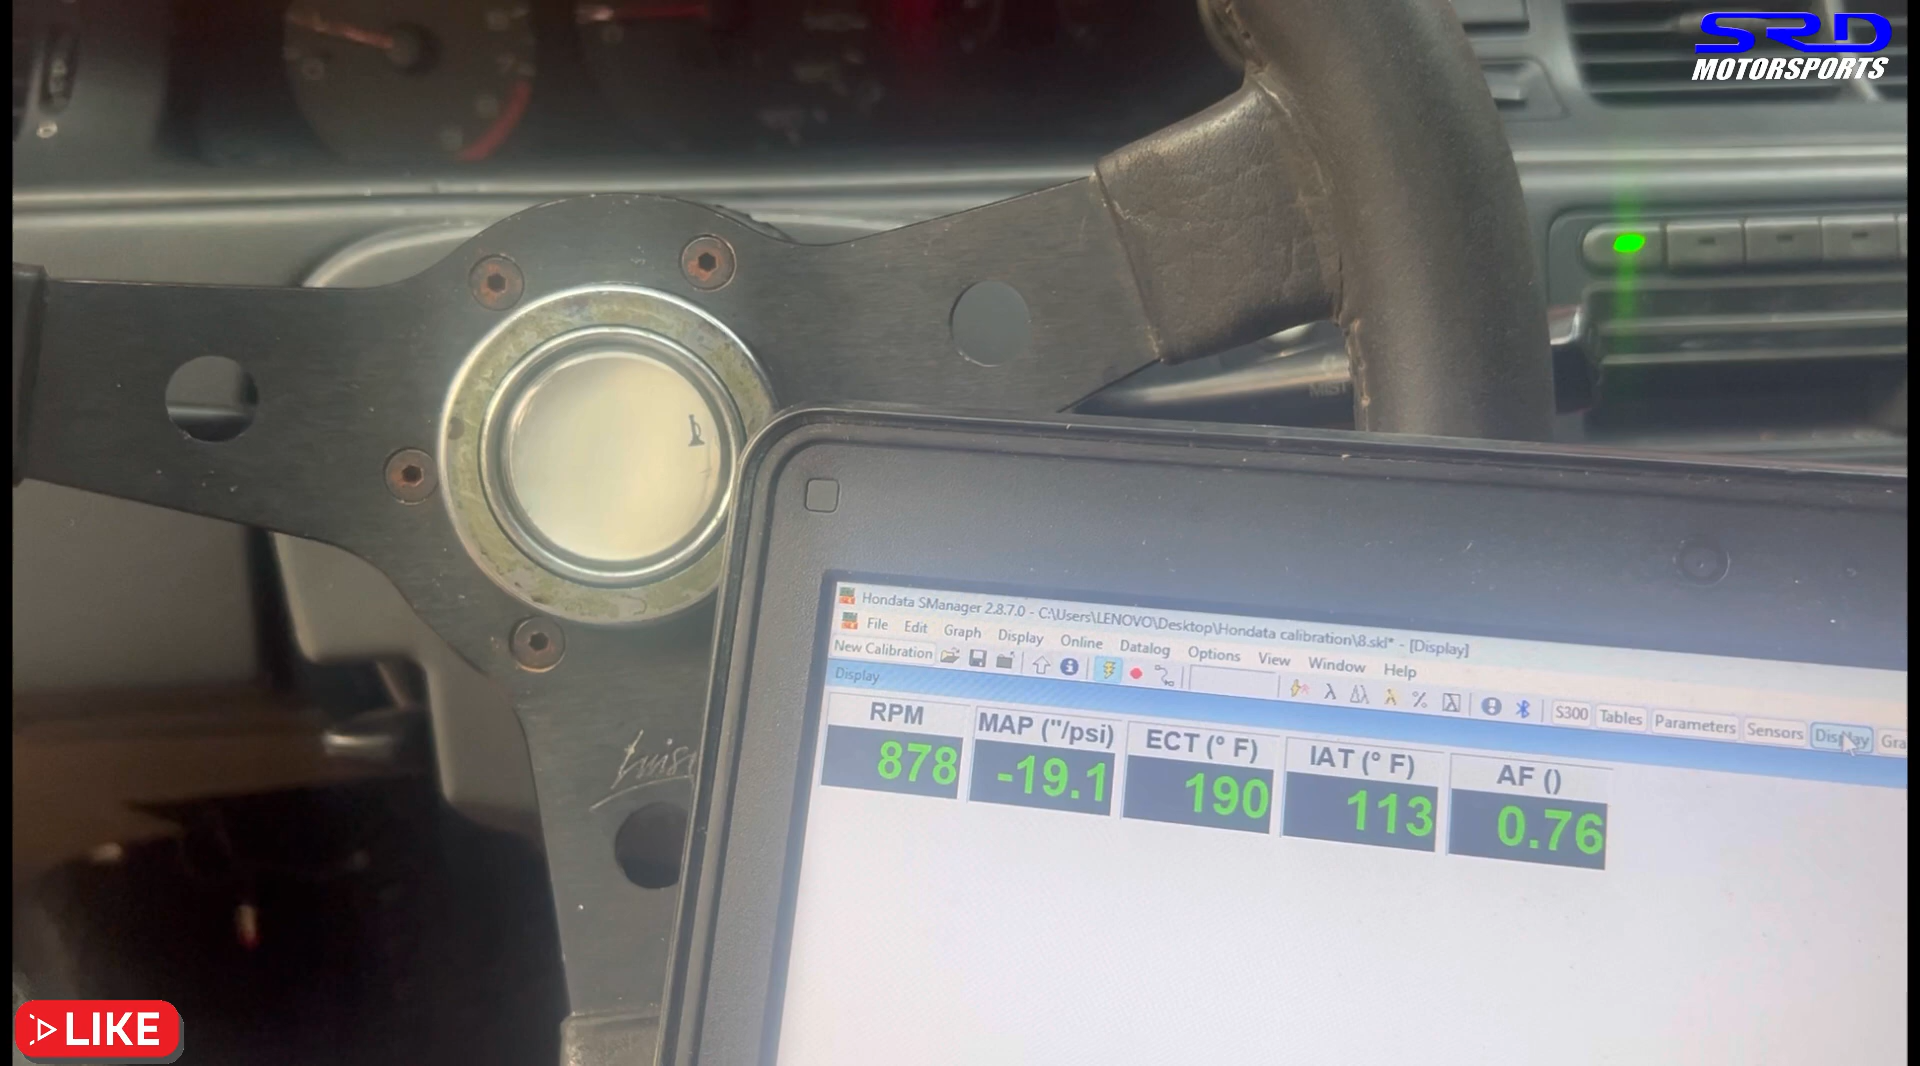 SRD
MOTORSPORTS
MIST
Hondata SManager 2.8.7.0 - C:\Users\LENOVO\Desktop\Hondata calibration\8.skl* - [Display]
File Edit Graph Display Online Datalog Options View Window Help
New Calibration S300 Tables Parameters Sensors Display Gra
Display
RPM MAP ("/psi) ECT (° F) IAT (° F) AF ()
878 -19.1 190 113 0.76
LIKE